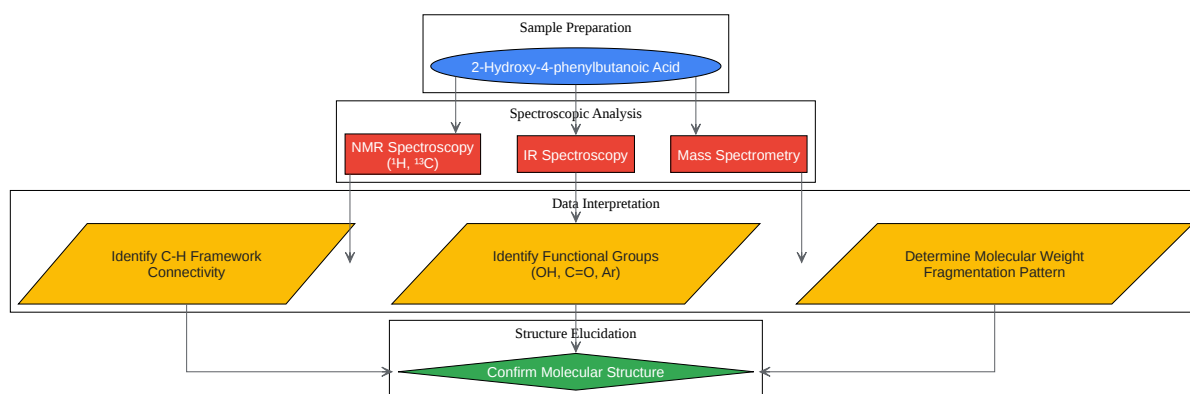 Sample Preparation
2-Hydroxy-4-phenylbutanoic Acid
Spectroscopic Analysis
NMR Spectroscopy
(¹H, ¹³C)
IR Spectroscopy
Mass Spectrometry
Data Interpretation
Identify C-H Framework
Connectivity
Identify Functional Groups
(OH, C=O, Ar)
Determine Molecular Weight
Fragmentation Pattern
Structure Elucidation
Confirm Molecular Structure